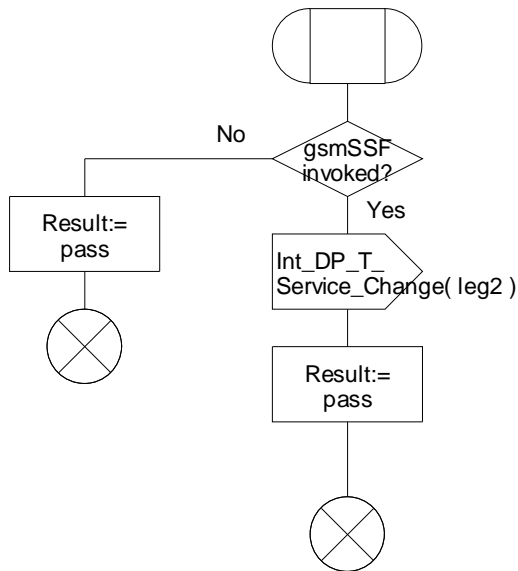 gsmSSF
invoked?
No
Yes
Result:=
pass
Int_DP_T_
Service_Change( leg2 )
Result:=
pass